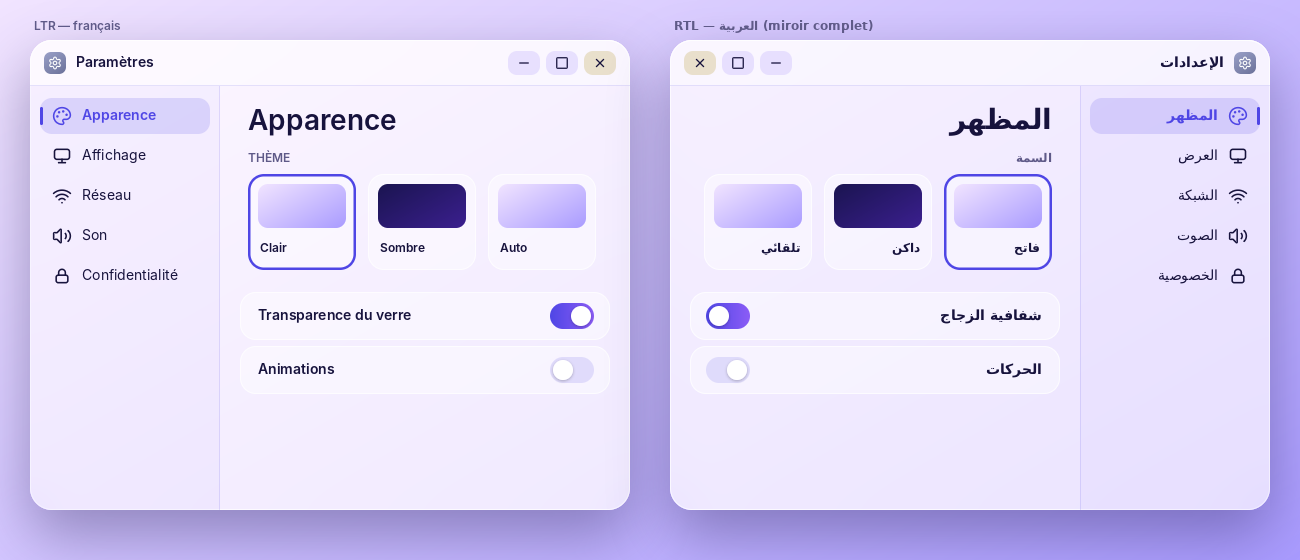 LTR — français
Paramètres
Apparence
Affichage
Réseau
Son
Confidentialité
Apparence
THÈME
Clair
Sombre
Auto
Transparence du verre
Animations
RTL — العربية (miroir complet)
الإعدادات
المظهر
العرض
الشبكة
الصوت
الخصوصية
المظهر
السمة
فاتح
داكن
تلقائي
شفافية الزجاج
الحركات